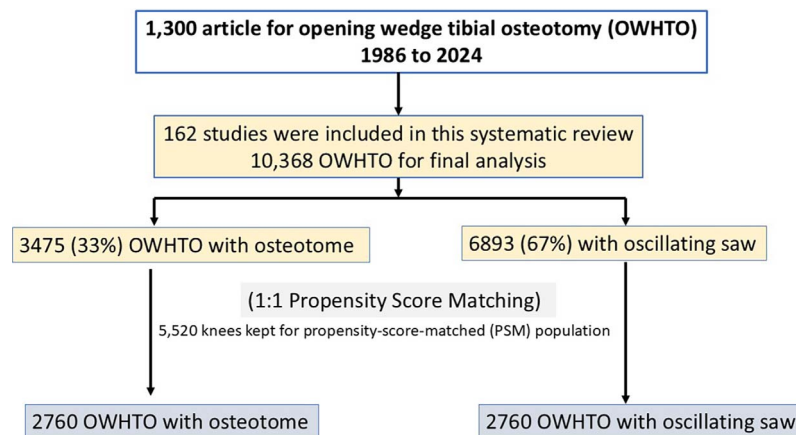 1,300 article for opening wedge tibial osteotomy (OWHTO)
1986 to 2024
162 studies were included in this systematic review
10,368 OWHTO for final analysis
3475 (33%) OWHTO with osteotome
6893 (67%) with oscillating saw
(1:1 Propensity Score Matching)
5,520 knees kept for propensity-score-matched (PSM) population
2760 OWHTO with osteotome
2760 OWHTO with oscillating saw